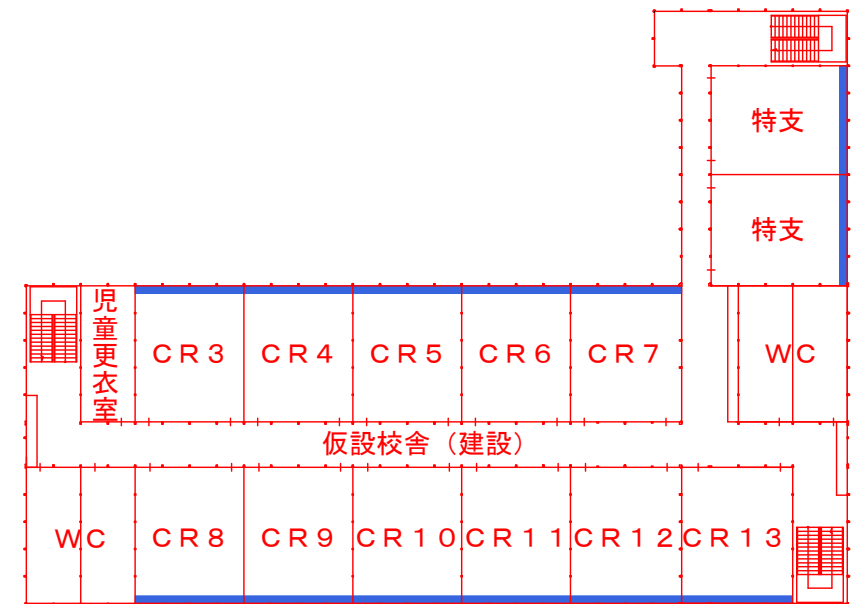 特支
特支
児童更衣室
ＣＲ３
ＣＲ４
ＣＲ５
ＣＲ６
ＣＲ７
ＷＣ
仮設校舎（建設）
ＷＣ
ＣＲ８
ＣＲ９
ＣＲ１０
ＣＲ１１
ＣＲ１２
ＣＲ１３